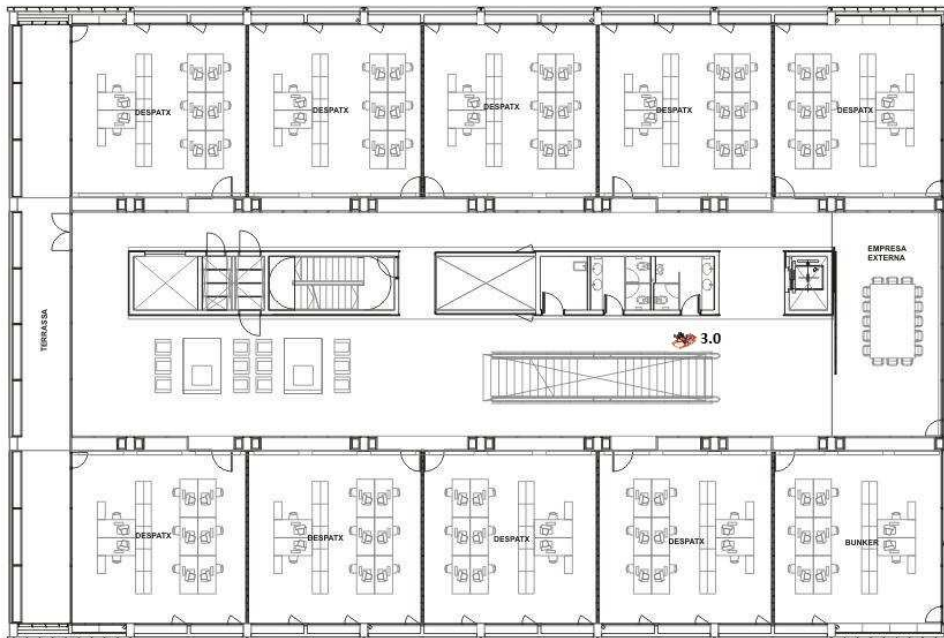 DESPATX
DESPATX
DESPATX
DESPATX
DESPATX
EMPRESA
EXTERNA
TERRASSA
3.0
DESPATX
DESPATX
DESPATX
DESPATX
BUNKER